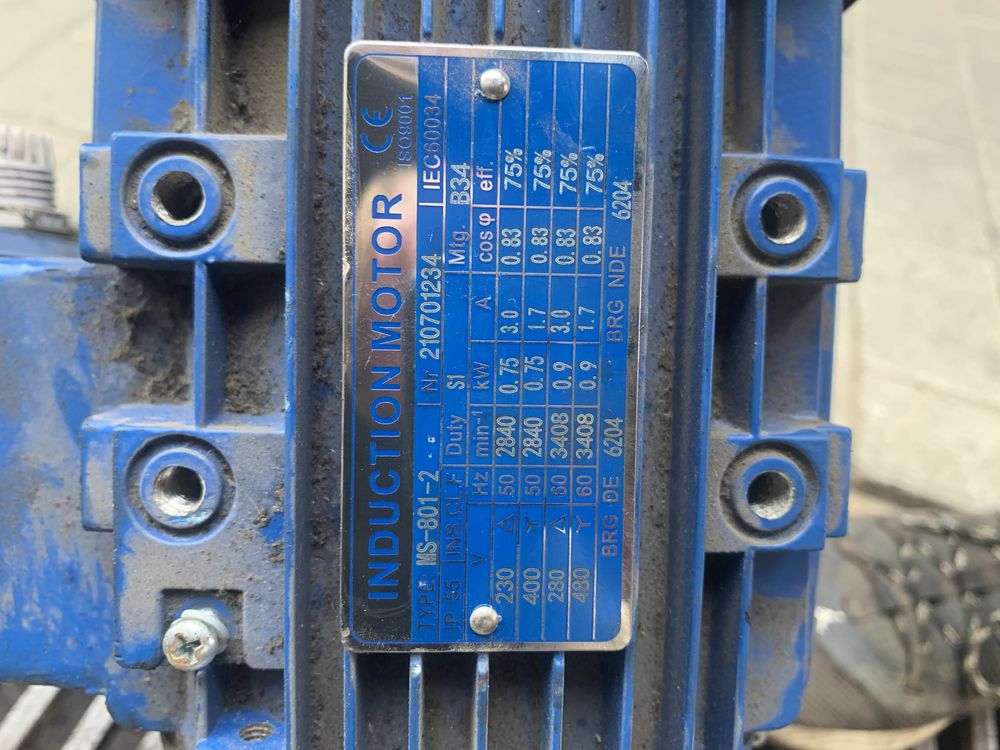 INDUCTION MOTOR CE
ISO9001
TYPE MS-801-2 Nr 210701234 IEC60034
IP 55 INS CL. F Duty S1 Mtg. B34
V Hz min⁻¹ kW A cosφ eff.
230 Δ 50 2840 0.75 3.0 0.83 75%
400 Y 50 2840 0.75 1.7 0.83 75%
280 Δ 60 3408 0.9 3.0 0.83 75%
480 Y 60 3408 0.9 1.7 0.83 75%
BRG DE 6204 BRG NDE 6204